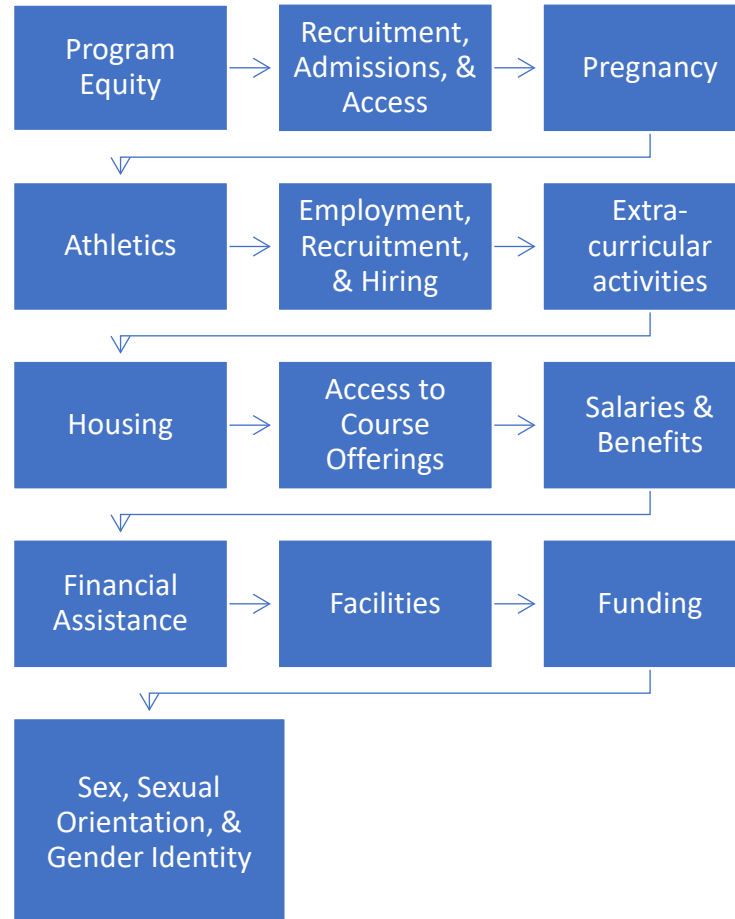 Program
Equity
Recruitment,
Admissions, &
Access
Pregnancy
Athletics
Employment,
Recruitment,
& Hiring
Extra-
curricular
activities
Housing
Access to
Course
Offerings
Salaries &
Benefits
Financial
Assistance
Facilities
Funding
Sex, Sexual
Orientation, &
Gender Identity